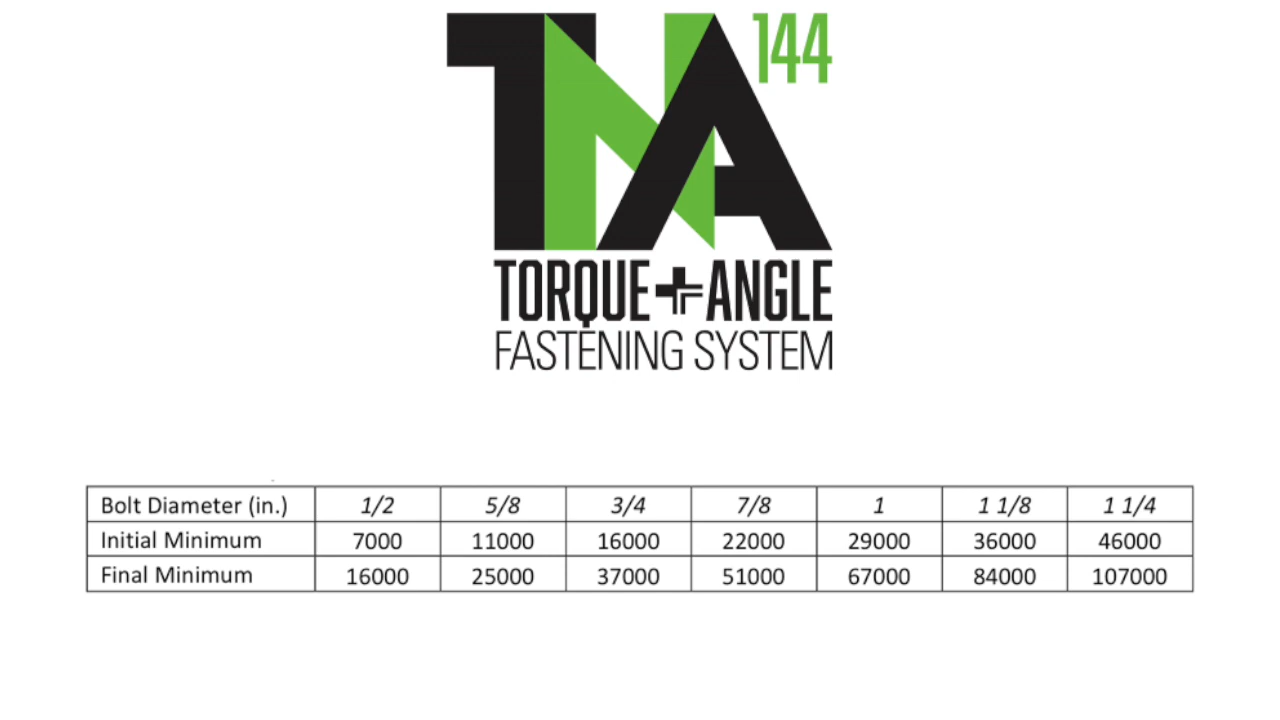 TNA 144
TORQUE+ANGLE
FASTENING SYSTEM
Bolt Diameter (in.) 1/2 5/8 3/4 7/8 1 1 1/8 1 1/4
Initial Minimum 7000 11000 16000 22000 29000 36000 46000
Final Minimum 16000 25000 37000 51000 67000 84000 107000